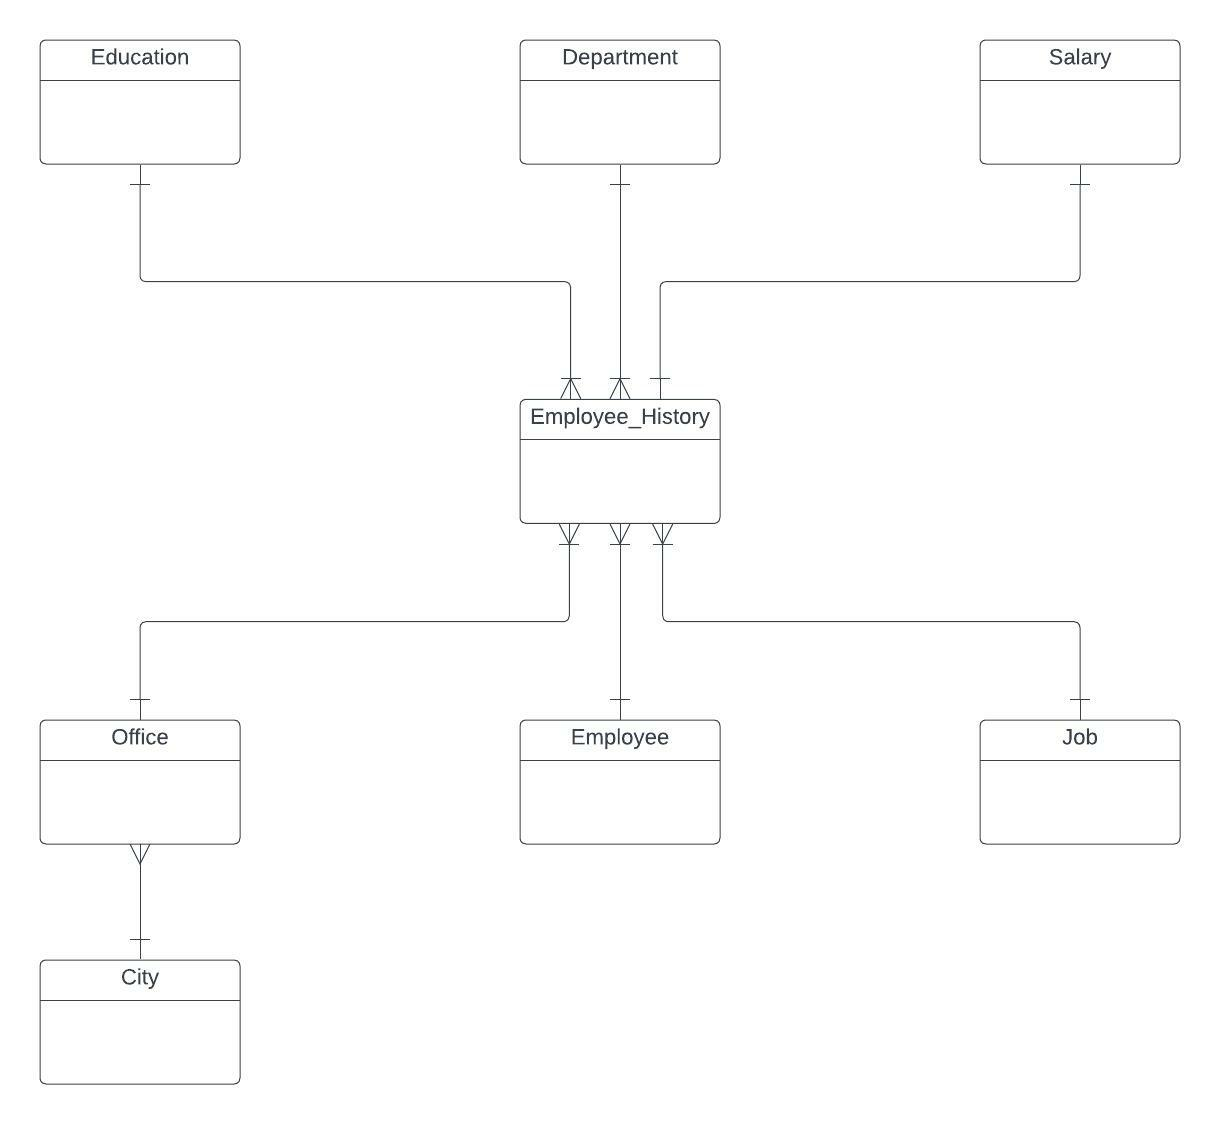 Education
Department
Salary
Employee_History
Office
Employee
Job
City